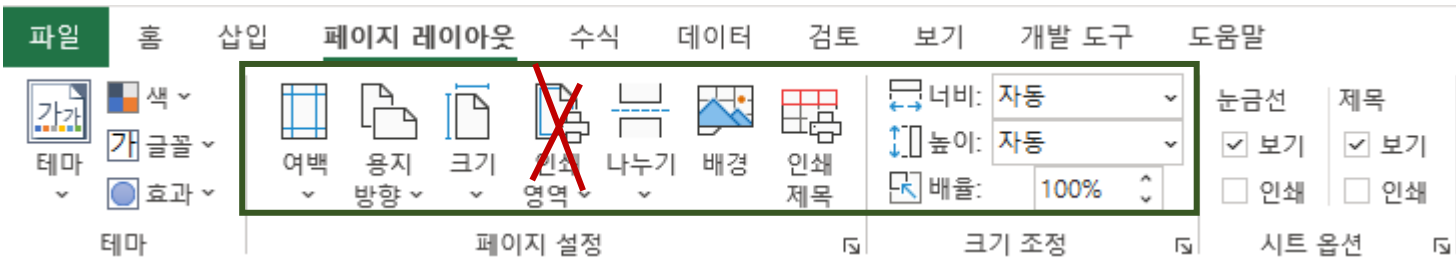 파일 홈 삽입 페이지 레이아웃 수식 데이터 검토 보기 개발 도구 도움말
가가 테마
색
가 글꼴
효과
테마
여백
용지
방향
크기
인쇄
영역
나누기
배경
인쇄
제목
페이지 설정
너비: 자동
높이: 자동
배율: 100%
크기 조정
눈금선
보기
인쇄
제목
보기
인쇄
시트 옵션